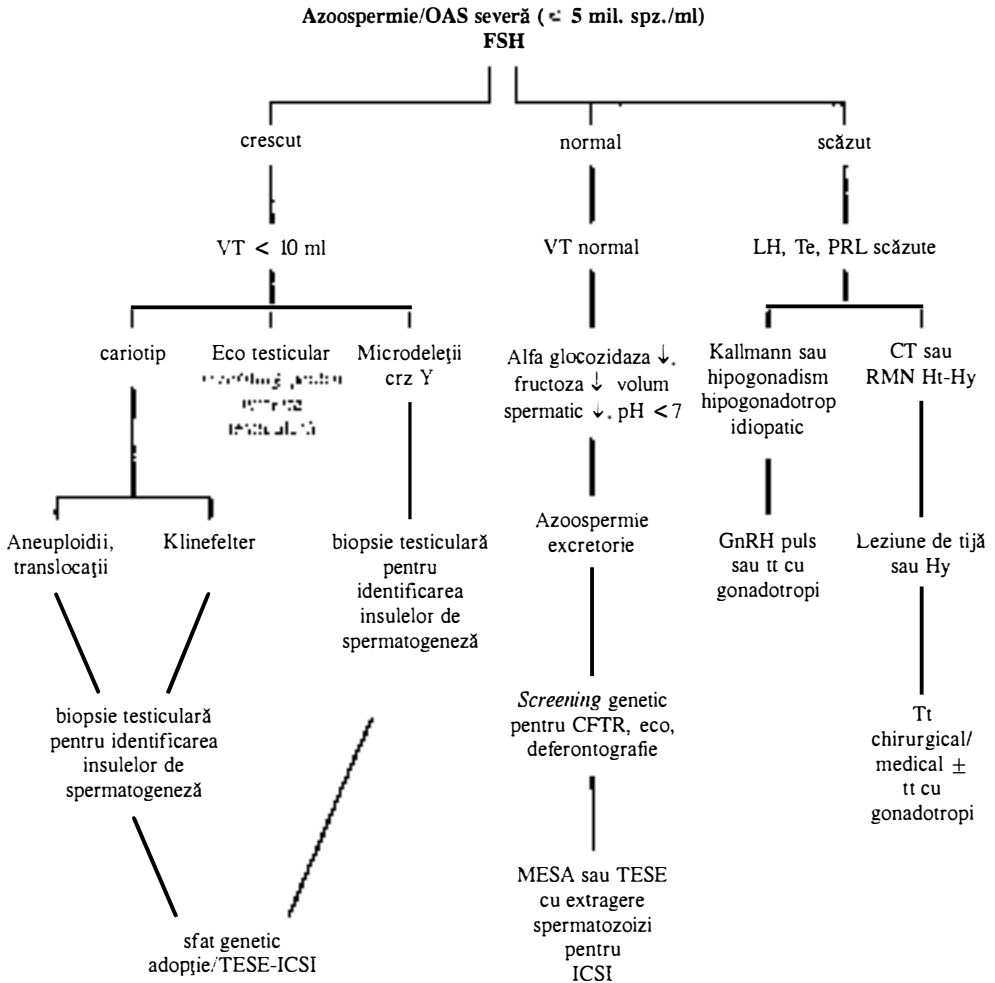 Azoospermie/OAS severă (< 5 mil. spz./ml)
FSH
crescut
normal
scăzut
VT < 10 ml
VT normal
LH, Te, PRL scăzute
cariotip
Eco testicular
testiculară
Microdeleţii
crz Y
Alfa glocozidaza ↓.
fructoza ↓ volum
spermatic ↓. pH < 7
Kallmann sau
hipogonadism
hipogonadotrop
idiopatic
CT sau
RMN Ht-Hy
Aneuploidii,
translocaţii
Klinefelter
biopsie testiculară
pentru
identificarea
insulelor de
spermatogeneză
Azoospermie
excretorie
GnRH puls
sau tt cu
gonadotropi
Leziune de tijă
sau Hy
biopsie testiculară
pentru identificarea
insulelor de
spermatogeneză
Screening genetic
pentru CFTR, eco,
deferontografie
Tt
chirurgical/
medical ±
tt cu
gonadotropi
MESA sau TESE
cu extragere
spermatozoizi
pentru
ICSI
sfat genetic
adopţie/TESE-ICSI